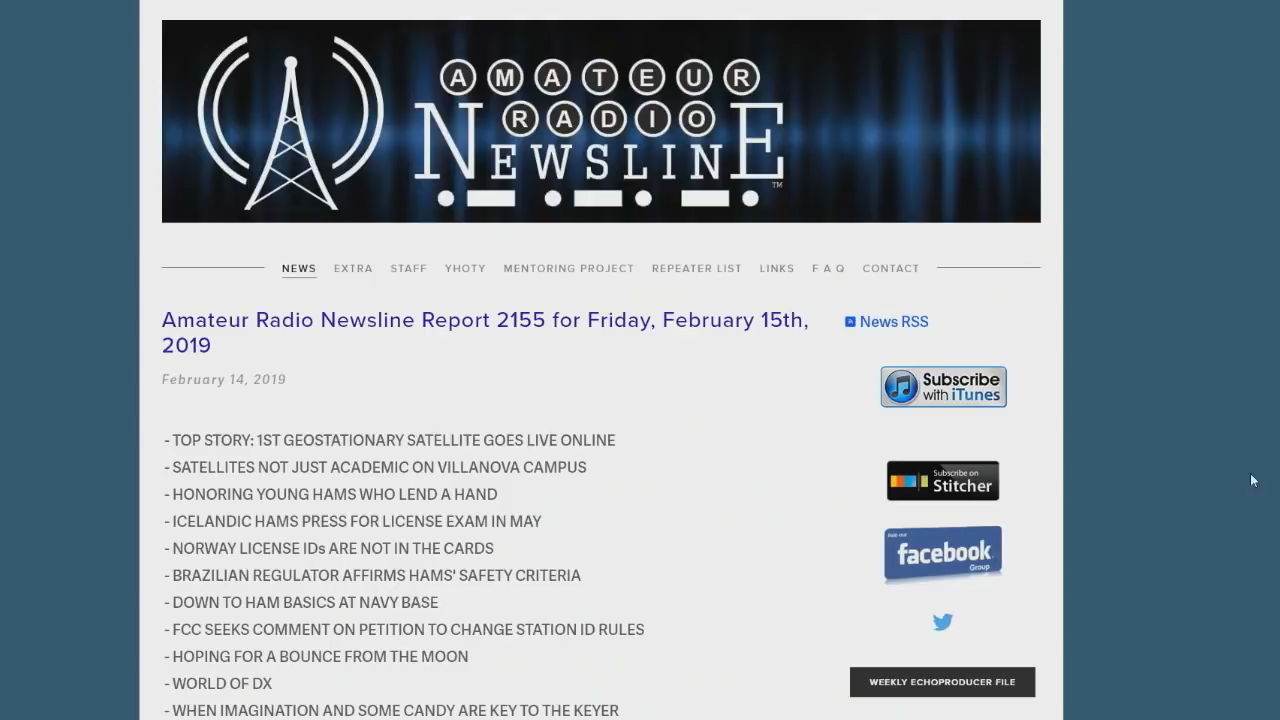 AMATEUR
RADIO
NEWSLINE
TM
NEWS EXTRA STAFF YHOTY MENTORING PROJECT REPEATER LIST LINKS F A Q CONTACT
Amateur Radio Newsline Report 2155 for Friday, February 15th,
2019
February 14, 2019
- TOP STORY: 1ST GEOSTATIONARY SATELLITE GOES LIVE ONLINE
- SATELLITES NOT JUST ACADEMIC ON VILLANOVA CAMPUS
- HONORING YOUNG HAMS WHO LEND A HAND
- ICELANDIC HAMS PRESS FOR LICENSE EXAM IN MAY
- NORWAY LICENSE IDs ARE NOT IN THE CARDS
- BRAZILIAN REGULATOR AFFIRMS HAMS' SAFETY CRITERIA
- DOWN TO HAM BASICS AT NAVY BASE
- FCC SEEKS COMMENT ON PETITION TO CHANGE STATION ID RULES
- HOPING FOR A BOUNCE FROM THE MOON
- WORLD OF DX
- WHEN IMAGINATION AND SOME CANDY ARE KEY TO THE KEYER
News RSS
Subscribe
with iTunes
Subscribe on
Stitcher
facebook
Group
WEEKLY ECHOPRODUCER FILE